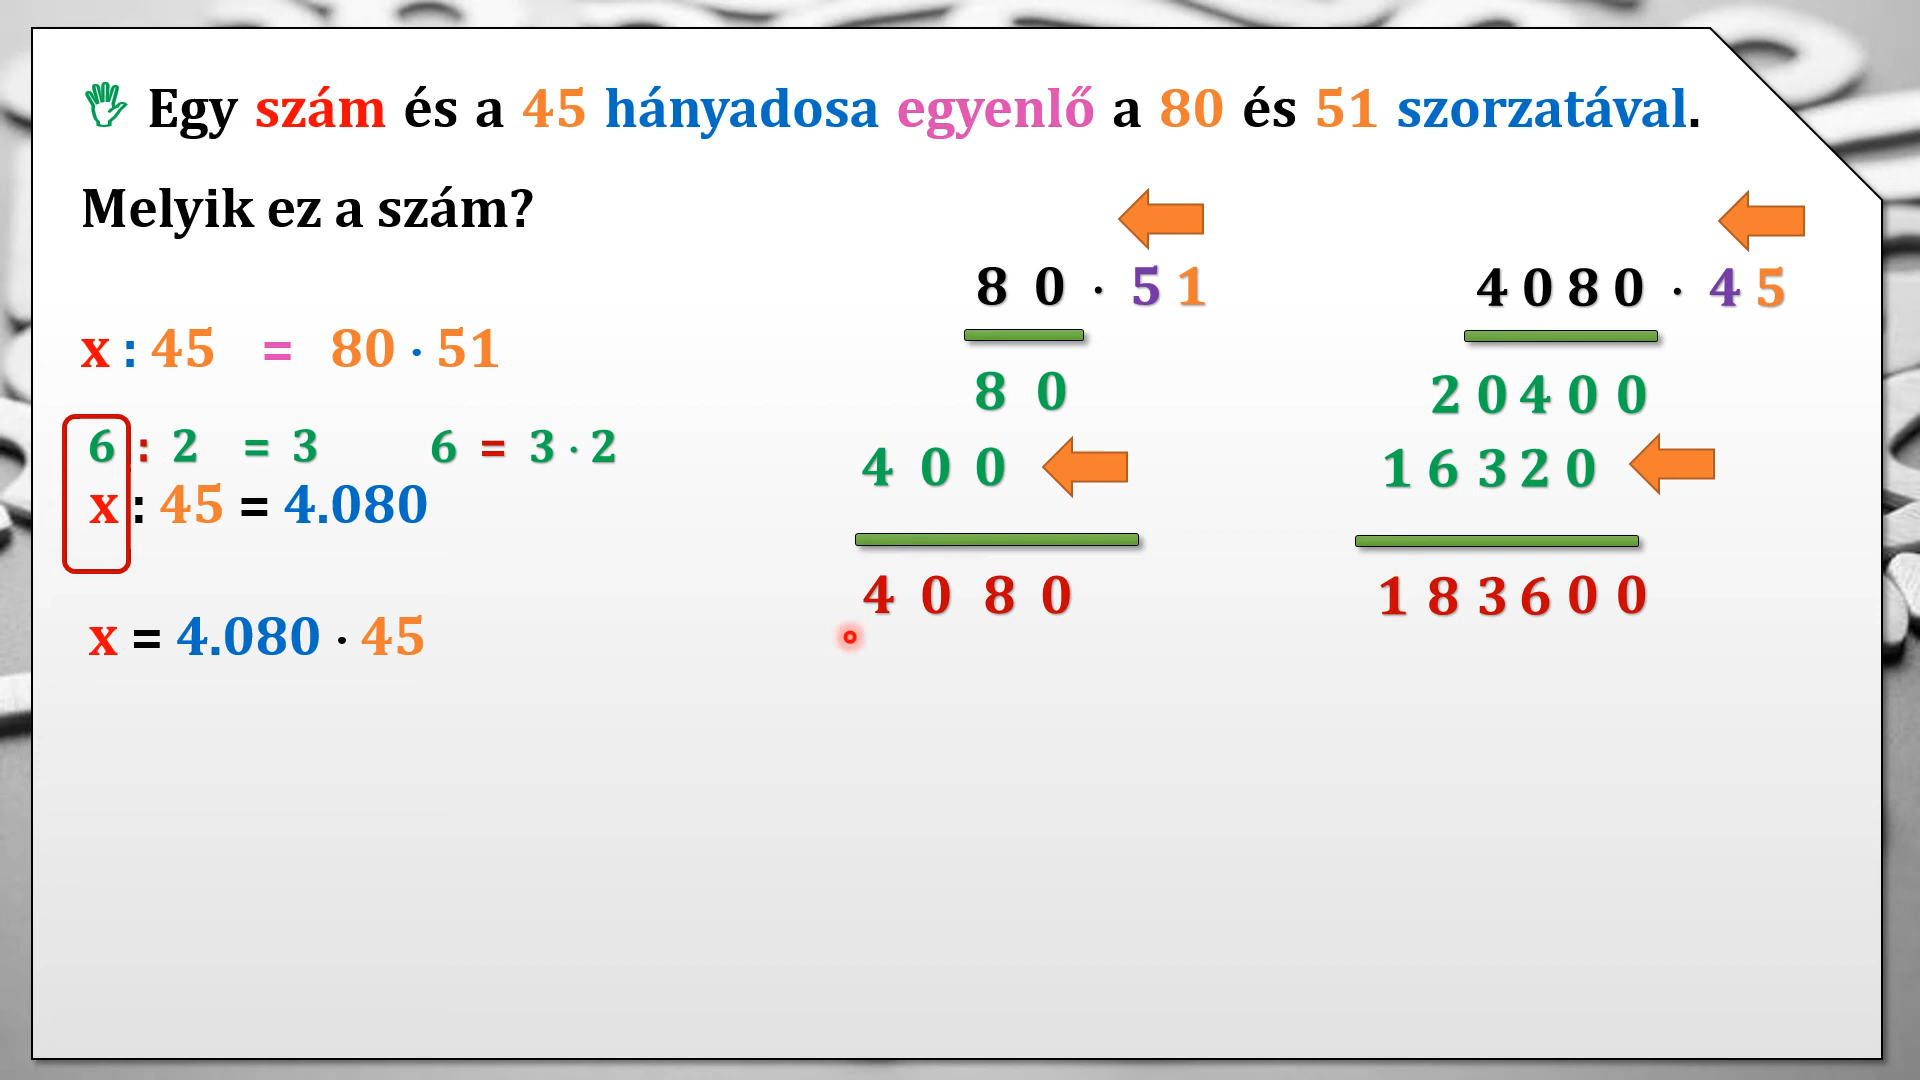 Egy szám és a 45 hányadosa egyenlő a 80 és 51 szorzatával.
Melyik ez a szám?
x : 45 = 80 · 51
6 : 2 = 3 6 = 3 · 2
x : 45 = 4.080
x = 4.080 · 45
8 0 · 5 1
8 0
4 0 0
4 0 8 0
4 0 8 0 · 4 5
2 0 4 0 0
1 6 3 2 0
1 8 3 6 0 0